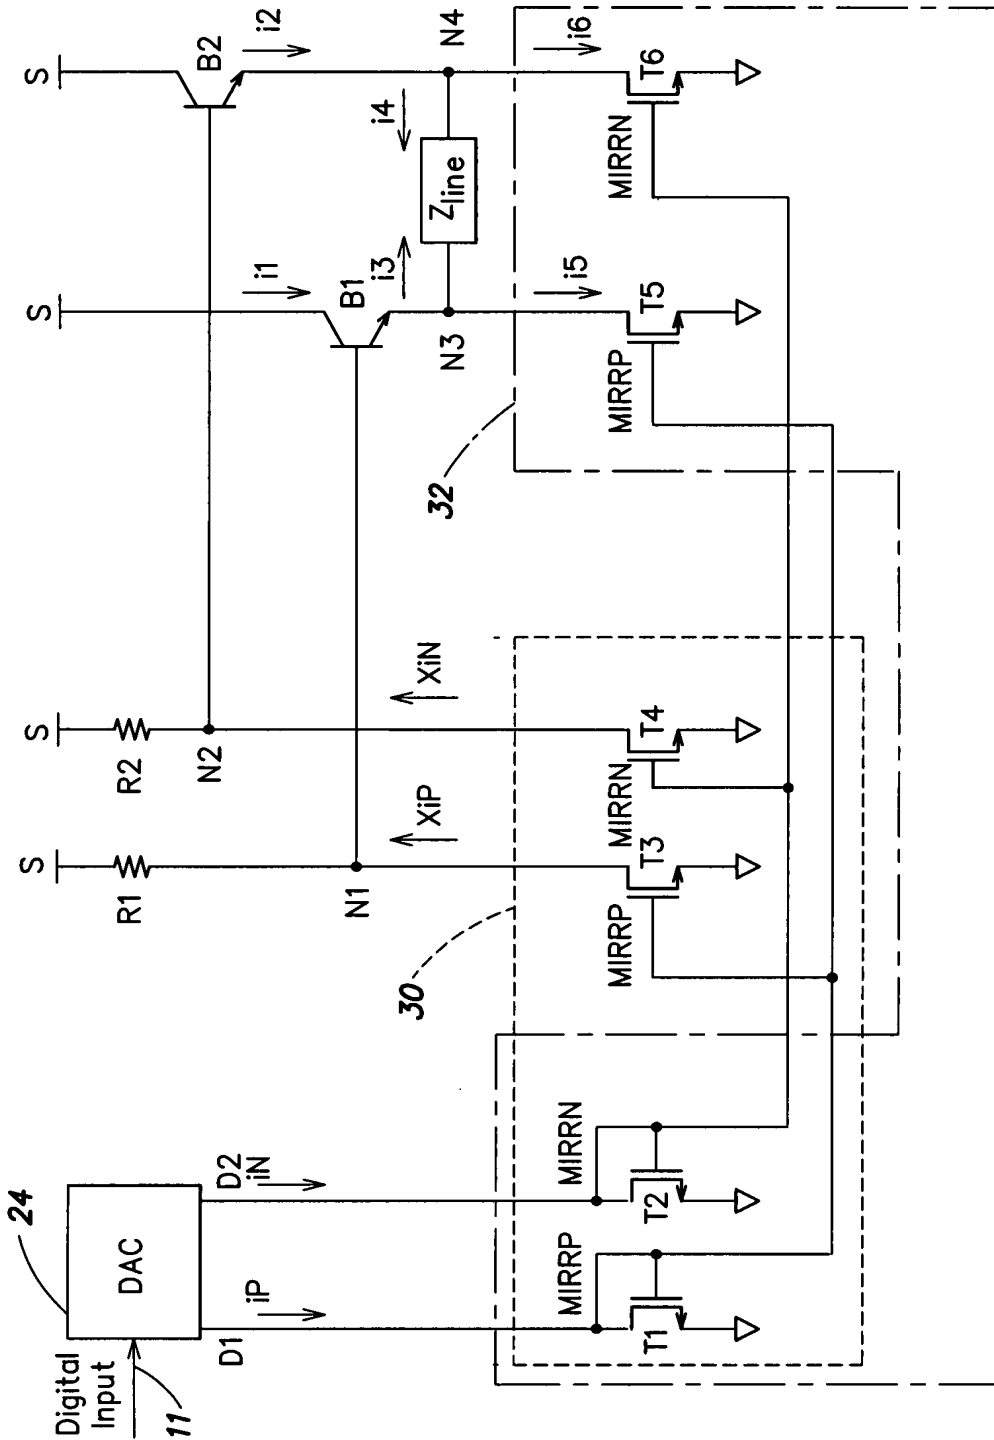 Digital
Input
11
24
DAC
D1
iP
D2
iN
S
R1
N1
XiP
S
R2
N2
XiN
S
i1
B1
i3
N3
i5
S
B2
i2
N4
i4
Zline
i6
30
32
MIRRP
T1
MIRRN
T2
MIRRP
T3
MIRRN
T4
MIRRP
T5
MIRRN
T6